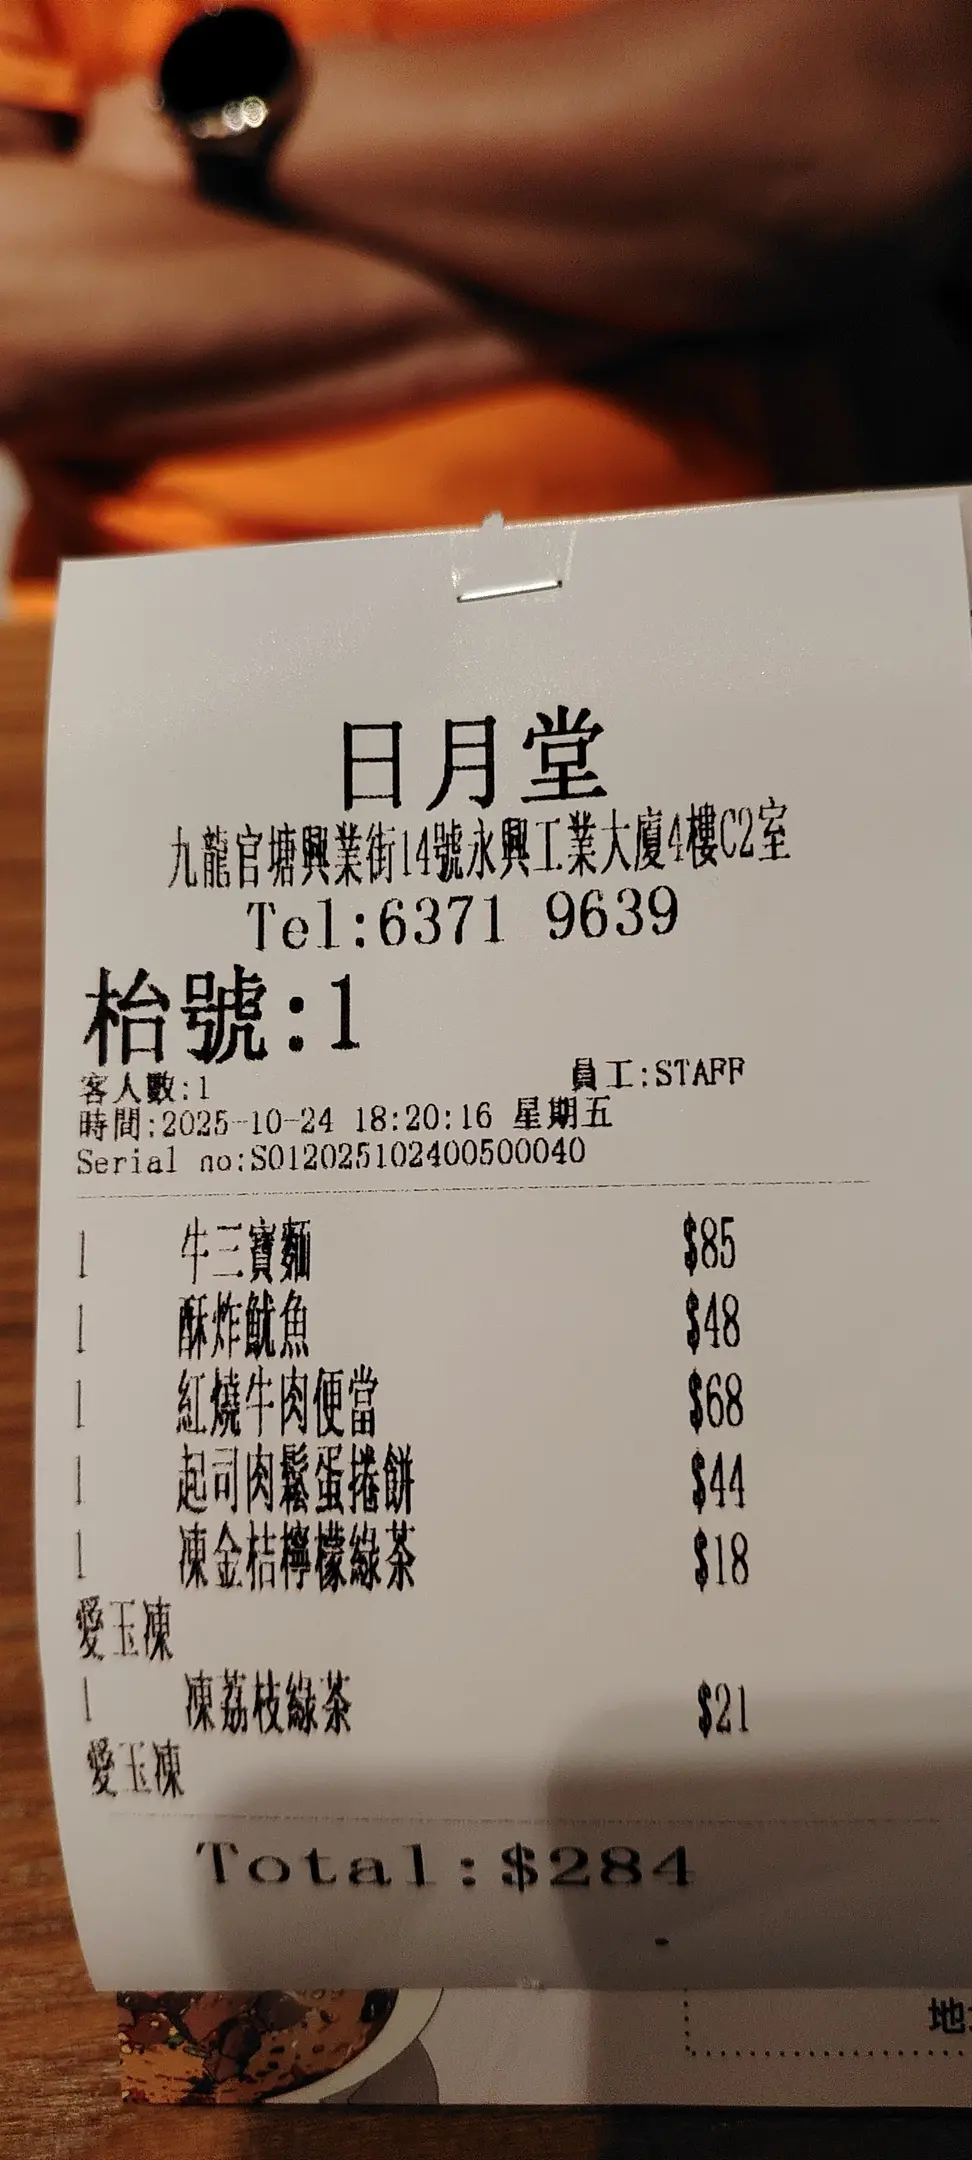 日月堂
九龍官塘興業街14號永興工業大廈4樓C2室
Tel:6371 9639
枱號:1
客人數:1 員工:STAFF
時間:2025-10-24 18:20:16 星期五
Serial no:S012025102400500040
1 牛三寶麵 $85
1 酥炸魷魚 $48
1 紅燒牛肉便當 $68
1 起司肉鬆蛋捲餅 $44
1 凍金桔檸檬綠茶 $18
愛玉凍
1 凍荔枝綠茶 $21
愛玉凍
Total:$284
地